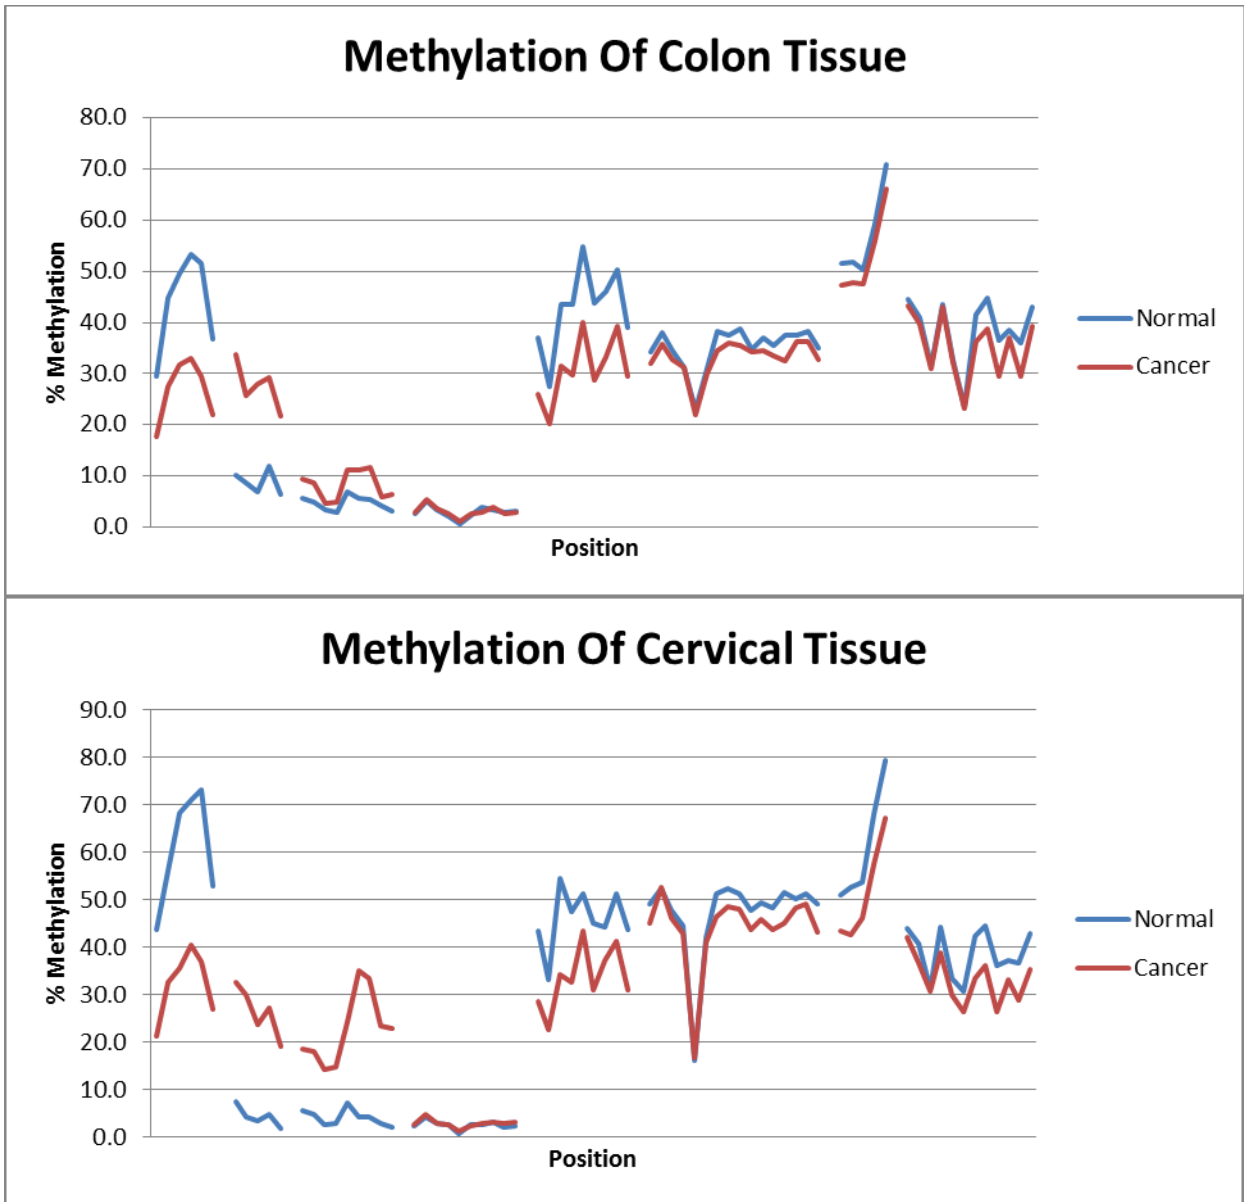 Methylation Of Colon Tissue
80.0
70.0
60.0
50.0
40.0
30.0
20.0
10.0
0.0
% Methylation
Position
Normal
Cancer
Methylation Of Cervical Tissue
90.0
80.0
70.0
60.0
50.0
40.0
30.0
20.0
10.0
0.0
% Methylation
Position
Normal
Cancer